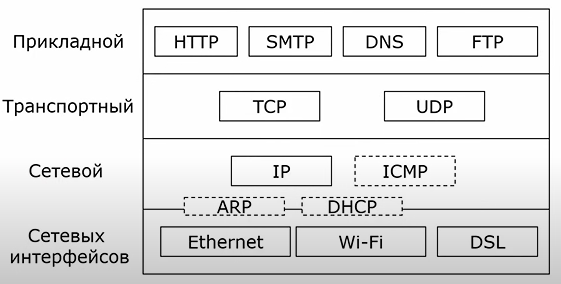 Прикладной HTTP SMTP DNS FTP
Транспортный TCP UDP
Сетевой IP ICMP
ARP DHCP
Сетевых
интерфейсов Ethernet Wi-Fi DSL